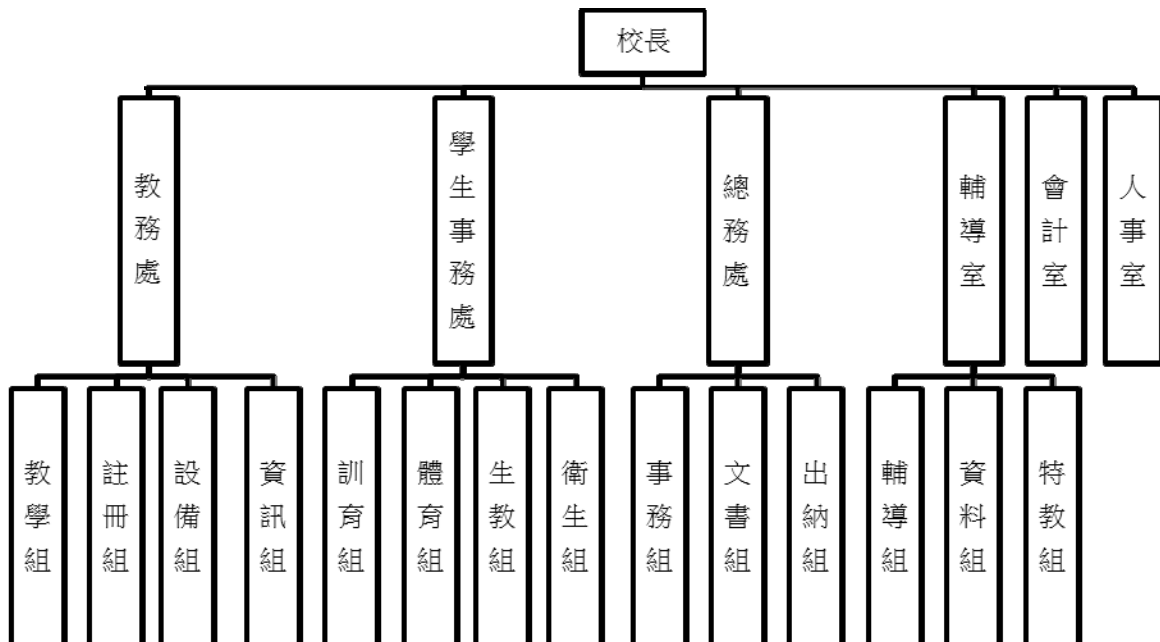 校長
教務處
學生事務處
總務處
輔導室
會計室
人事室
教學組
註冊組
設備組
資訊組
訓育組
體育組
生教組
衛生組
事務組
文書組
出納組
輔導組
資料組
特教組